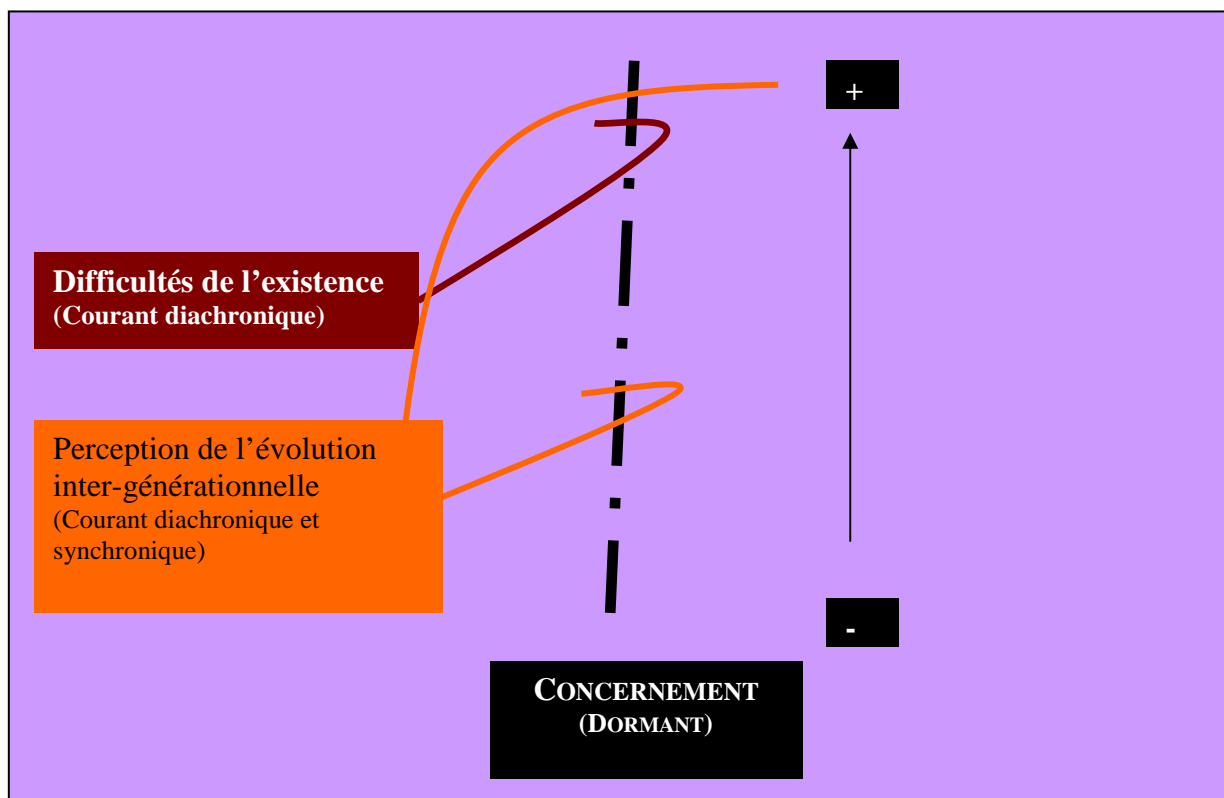 +
Difficultés de l’existence
(Courant diachronique)
Perception de l’évolution
inter-générationnelle
(Courant diachronique et
synchronique)
-
CONCERNEMENT
(DORMANT)